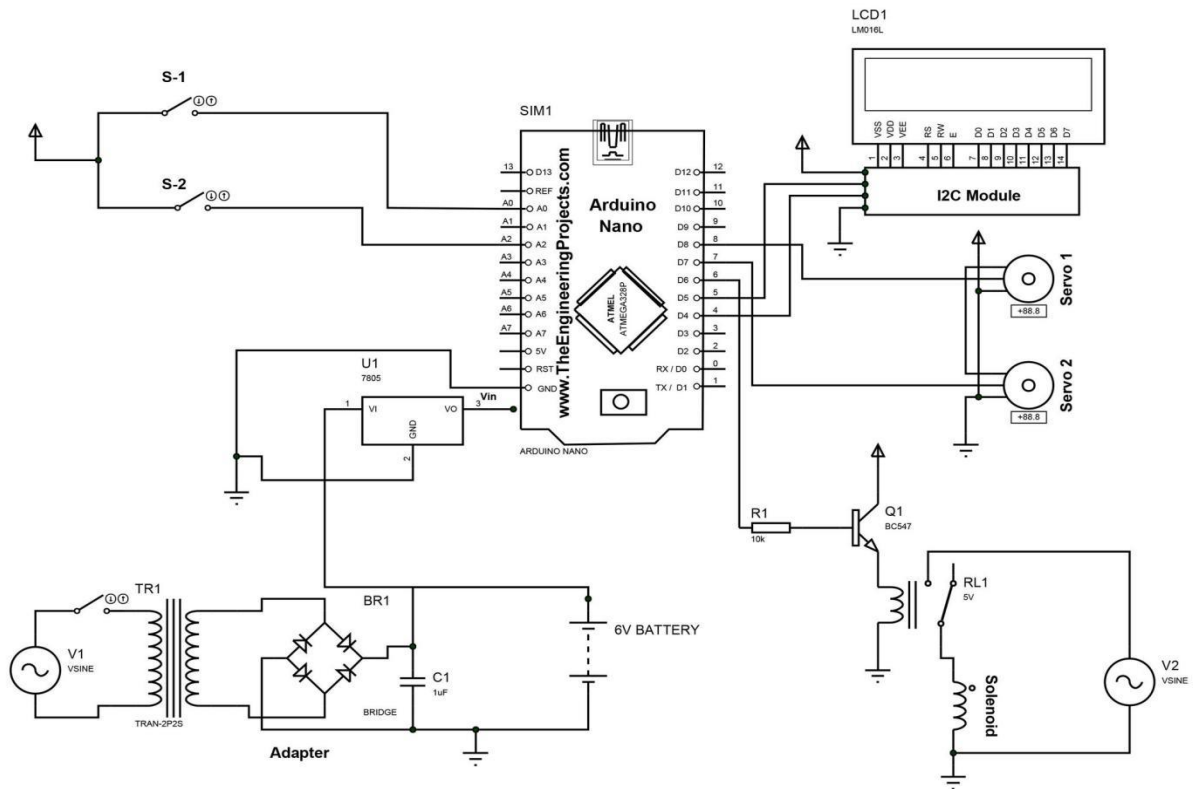 LCD1
LM016L
VSS
VDD
VEE
RS
RW
E
D0
D1
D2
D3
D4
D5
D6
D7
1
2
3
4
5
6
7
8
9
10
11
12
13
14
I2C Module
S-1
S-2
SIM1
www.TheEngineeringProjects.com
Arduino
Nano
ATMEL
ATMEGA328P
13 D13
REF
A0 A0
A1 A1
A2 A2
A3 A3
A4 A4
A5 A5
A6 A6
A7 A7
5V
RST
GND
D12 12
D11 11
D10 10
D9 9
D8 8
D7 7
D6 6
D5 5
D4 4
D3 3
D2 2
RX / D0 0
TX / D1 1
ARDUINO NANO
Servo 1
+88.8
Servo 2
+88.8
U1
7805
1 VI
VO 3
GND
2
Vin
R1
10k
Q1
BC547
RL1
5V
Solenoid
V2
VSINE
TR1
V1
VSINE
TRAN-2P2S
BR1
BRIDGE
C1
1uF
6V BATTERY
Adapter